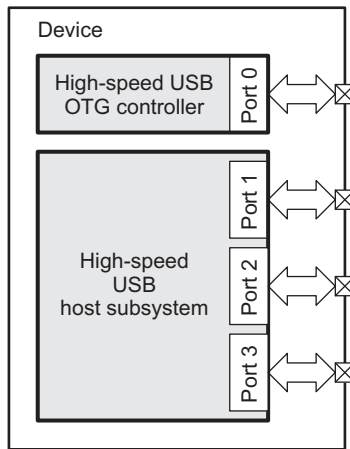 Device
High-speed USB
OTG controller
Port 0
Port 1
High-speed
USB
host subsystem
Port 2
Port 3